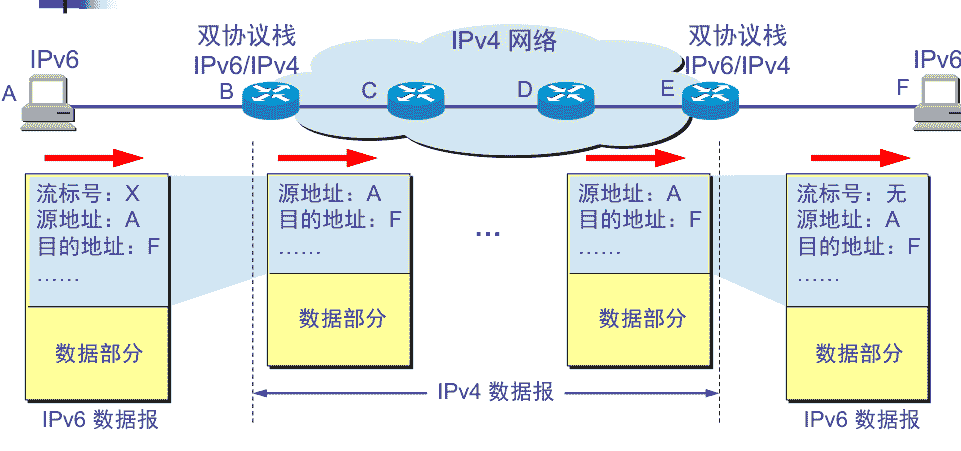 双协议栈
IPv4 网络
双协议栈
IPv6
IPv6/IPv4
IPv6/IPv4
IPv6
A
B
C
D
E
F
流标号：X
源地址：A
目的地址：F
……
数据部分
IPv6 数据报
源地址：A
目的地址：F
……
数据部分
…
源地址：A
目的地址：F
……
数据部分
IPv4 数据报
流标号：无
源地址：A
目的地址：F
……
数据部分
IPv6 数据报